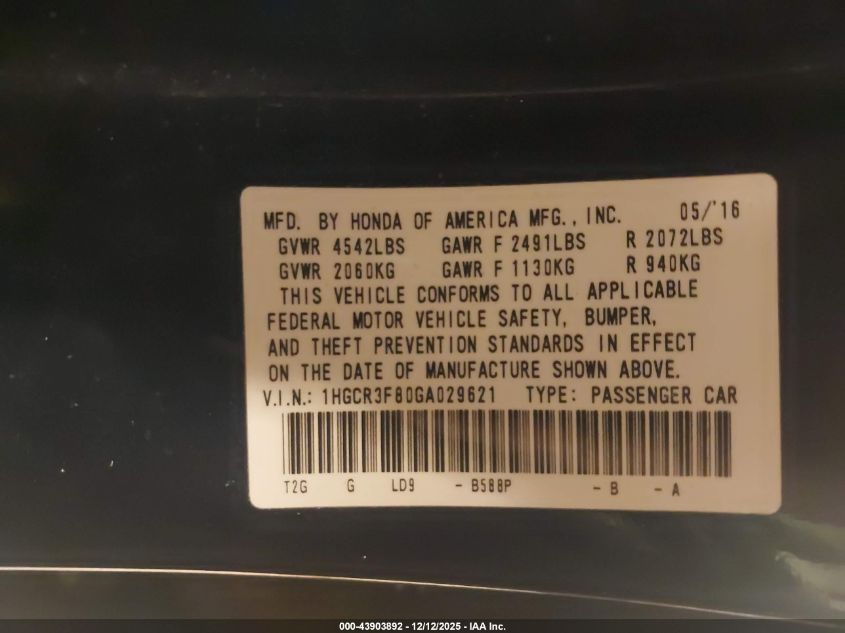 MFD. BY HONDA OF AMERICA MFG., INC. 05/'16
GVWR 4542LBS GAWR F 2491LBS R 2072LBS
GVWR 2060KG GAWR F 1130KG R 940KG
THIS VEHICLE CONFORMS TO ALL APPLICABLE
FEDERAL MOTOR VEHICLE SAFETY, BUMPER,
AND THEFT PREVENTION STANDARDS IN EFFECT
ON THE DATE OF MANUFACTURE SHOWN ABOVE.
V.I.N.: 1HGCR3F80GA029621 TYPE: PASSENGER CAR
T2G G LD9 - B588P - B - A
000-43903892 - 12/12/2025 - IAA Inc.